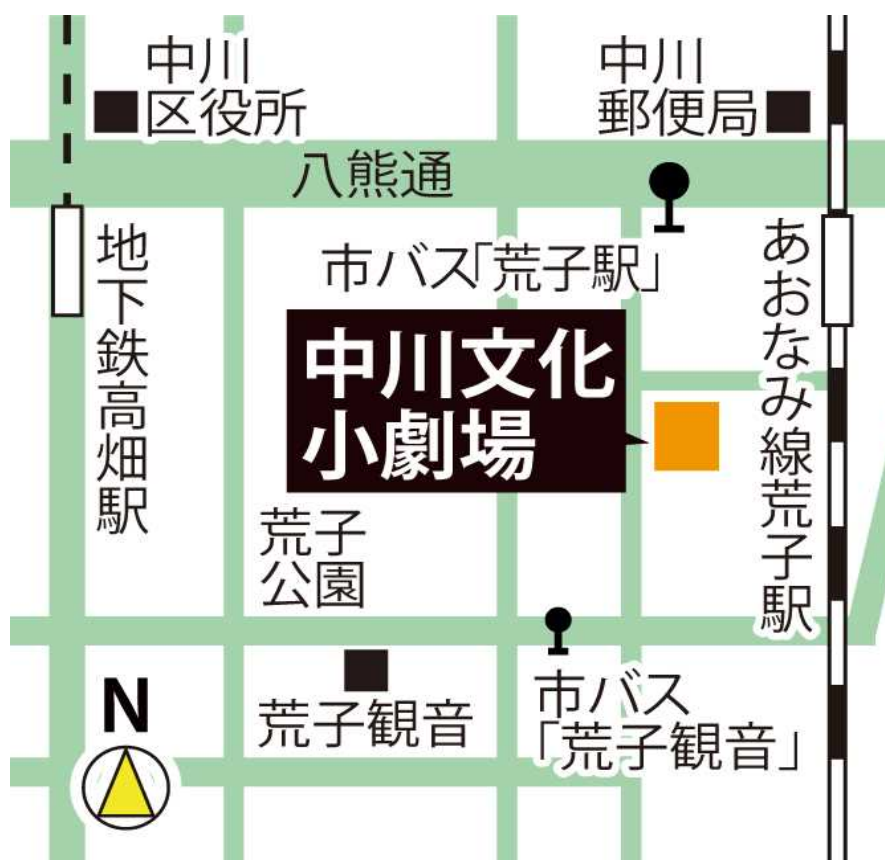 中川
区役所
中川
郵便局
八熊通
市バス「荒子駅」
地下鉄高畑駅
あおなみ線荒子駅
中川文化
小劇場
荒子
公園
荒子観音
市バス
「荒子観音」
N